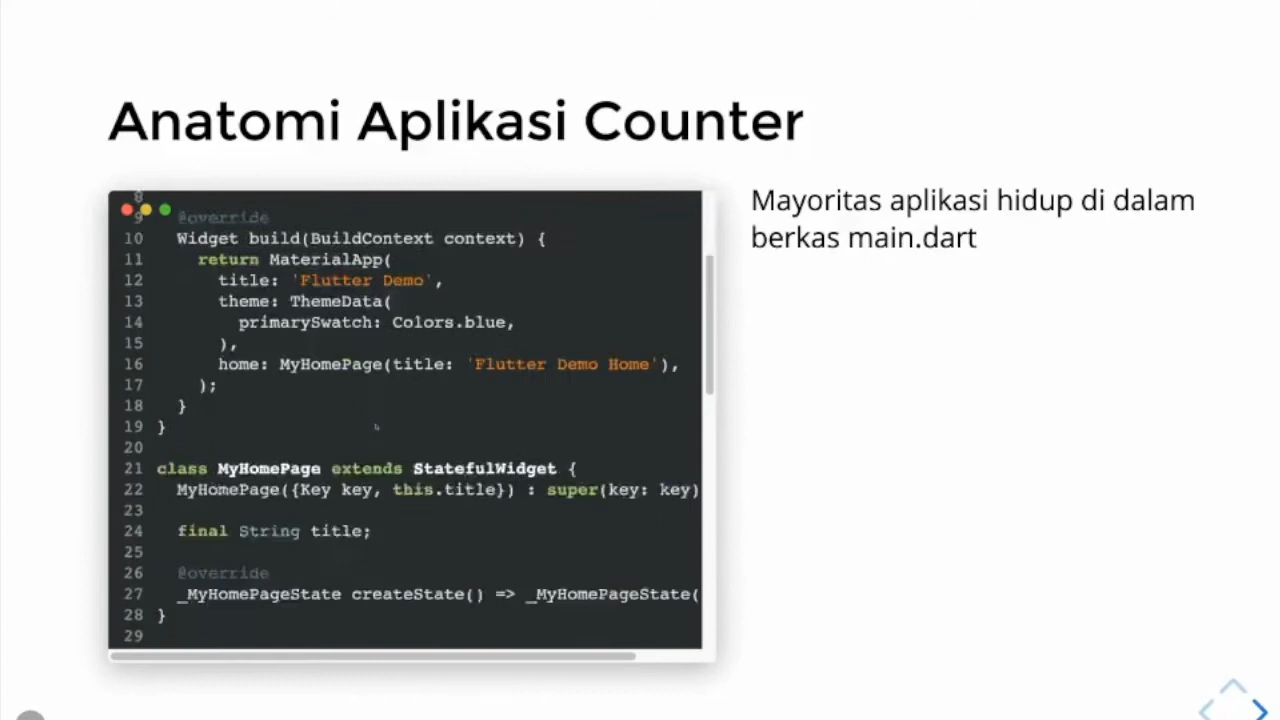 Anatomi Aplikasi Counter
8
9 @override
10 Widget build(BuildContext context) {
11 return MaterialApp(
12 title: 'Flutter Demo',
13 theme: ThemeData(
14 primarySwatch: Colors.blue,
15 ),
16 home: MyHomePage(title: 'Flutter Demo Home'),
17 );
18 }
19 }
20
21 class MyHomePage extends StatefulWidget {
22 MyHomePage({Key key, this.title}) : super(key: key)
23
24 final String title;
25
26 @override
27 _MyHomePageState createState() => _MyHomePageState(
28 }
29
Mayoritas aplikasi hidup di dalam
berkas main.dart